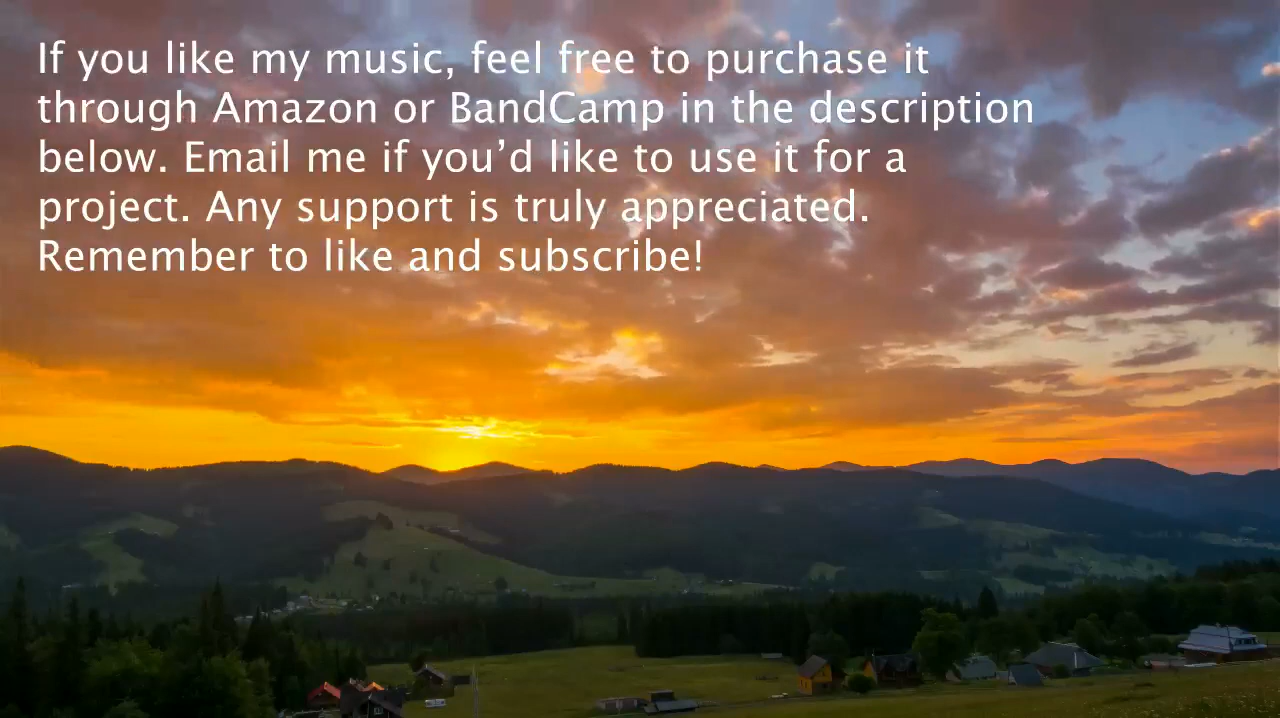 If you like my music, feel free to purchase it
through Amazon or BandCamp in the description
below. Email me if you’d like to use it for a
project. Any support is truly appreciated.
Remember to like and subscribe!